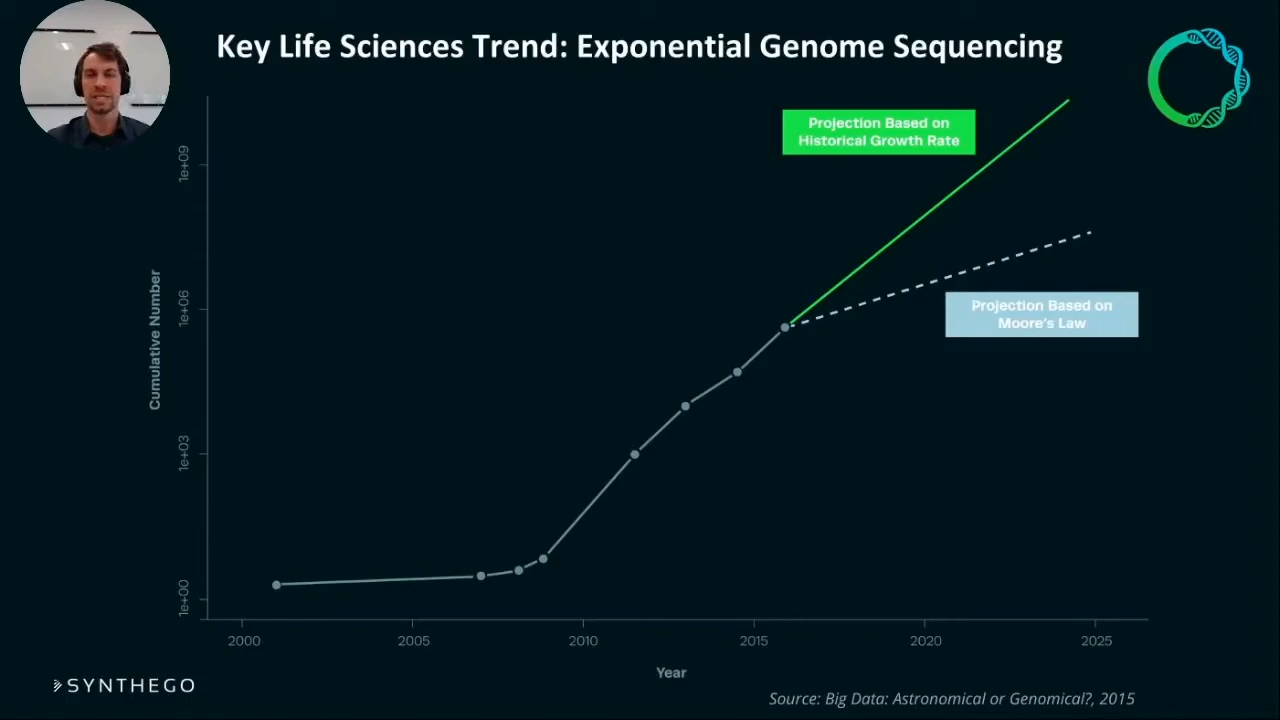 Key Life Sciences Trend: Exponential Genome Sequencing
Projection Based on
Historical Growth Rate
Projection Based on
Moore's Law
Cumulative Number
1e+09
1e+06
1e+03
1e+00
2000
2005
2010
2015
2020
2025
Year
SYNTHEGO
Source: Big Data: Astronomical or Genomical?, 2015